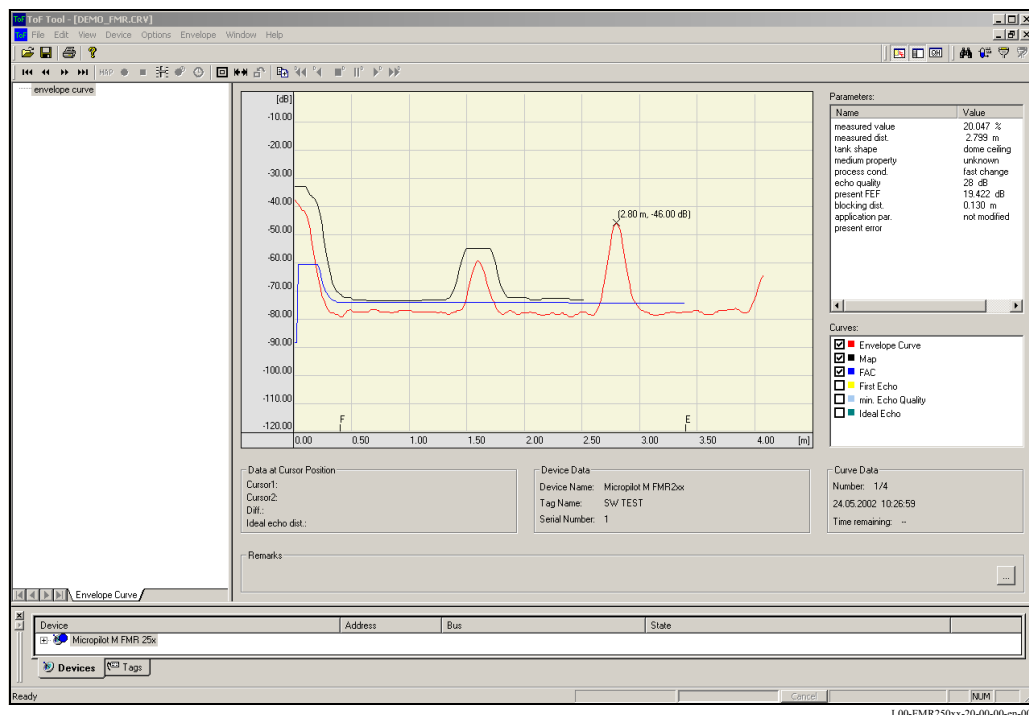 ToF Tool - [DEMO_FMR.CRV]
File Edit View Device Options Envelope Window Help
MAP
envelope curve
[dB]
-10.00
-20.00
-30.00
-40.00
-50.00
-60.00
-70.00
-80.00
-90.00
-100.00
-110.00
-120.00
(2.80 m, -46.00 dB)
F
E
0.00 0.50 1.00 1.50 2.00 2.50 3.00 3.50 4.00 [m]
Parameters:
Name Value
measured value 20.047 %
measured dist. 2.799 m
tank shape dome ceiling
medium property unknown
process cond. fast change
echo quality 28 dB
present FEF 19.422 dB
blocking dist. 0.130 m
application par. not modified
present error
Curves:
Envelope Curve
Map
FAC
First Echo
min. Echo Quality
Ideal Echo
Data at Cursor Position
Cursor1:
Cursor2:
Diff.:
Ideal echo dist.:
Device Data
Device Name: Micropilot M FMR2xx
Tag Name: SW TEST
Serial Number: 1
Curve Data
Number: 1/4
24.05.2002 10:26:59
Time remaining: --
Remarks
...
Envelope Curve
Device Address Bus State
Micropilot M FMR 25x
Devices Tags
Ready Cancel NUM